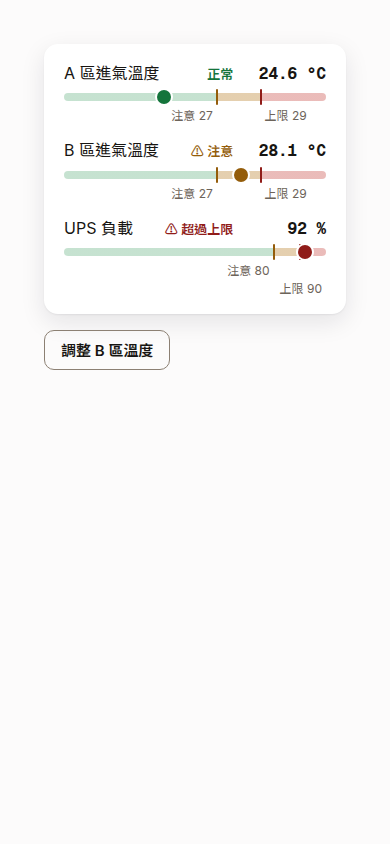 A 區進氣溫度 正常 24.6 °C
注意 27 上限 29
B 區進氣溫度 注意 28.1 °C
注意 27 上限 29
UPS 負載 超過上限 92 %
注意 80
上限 90
調整 B 區溫度